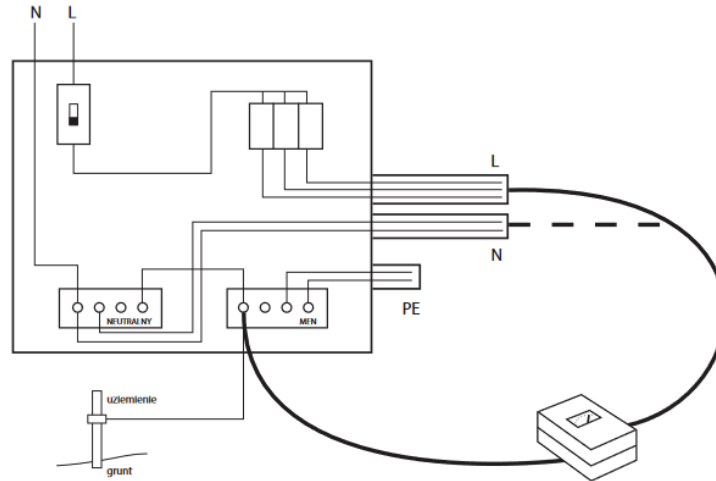 N L
L
N
PE
NEUTRALNY
MEN
uziemienie
grunt